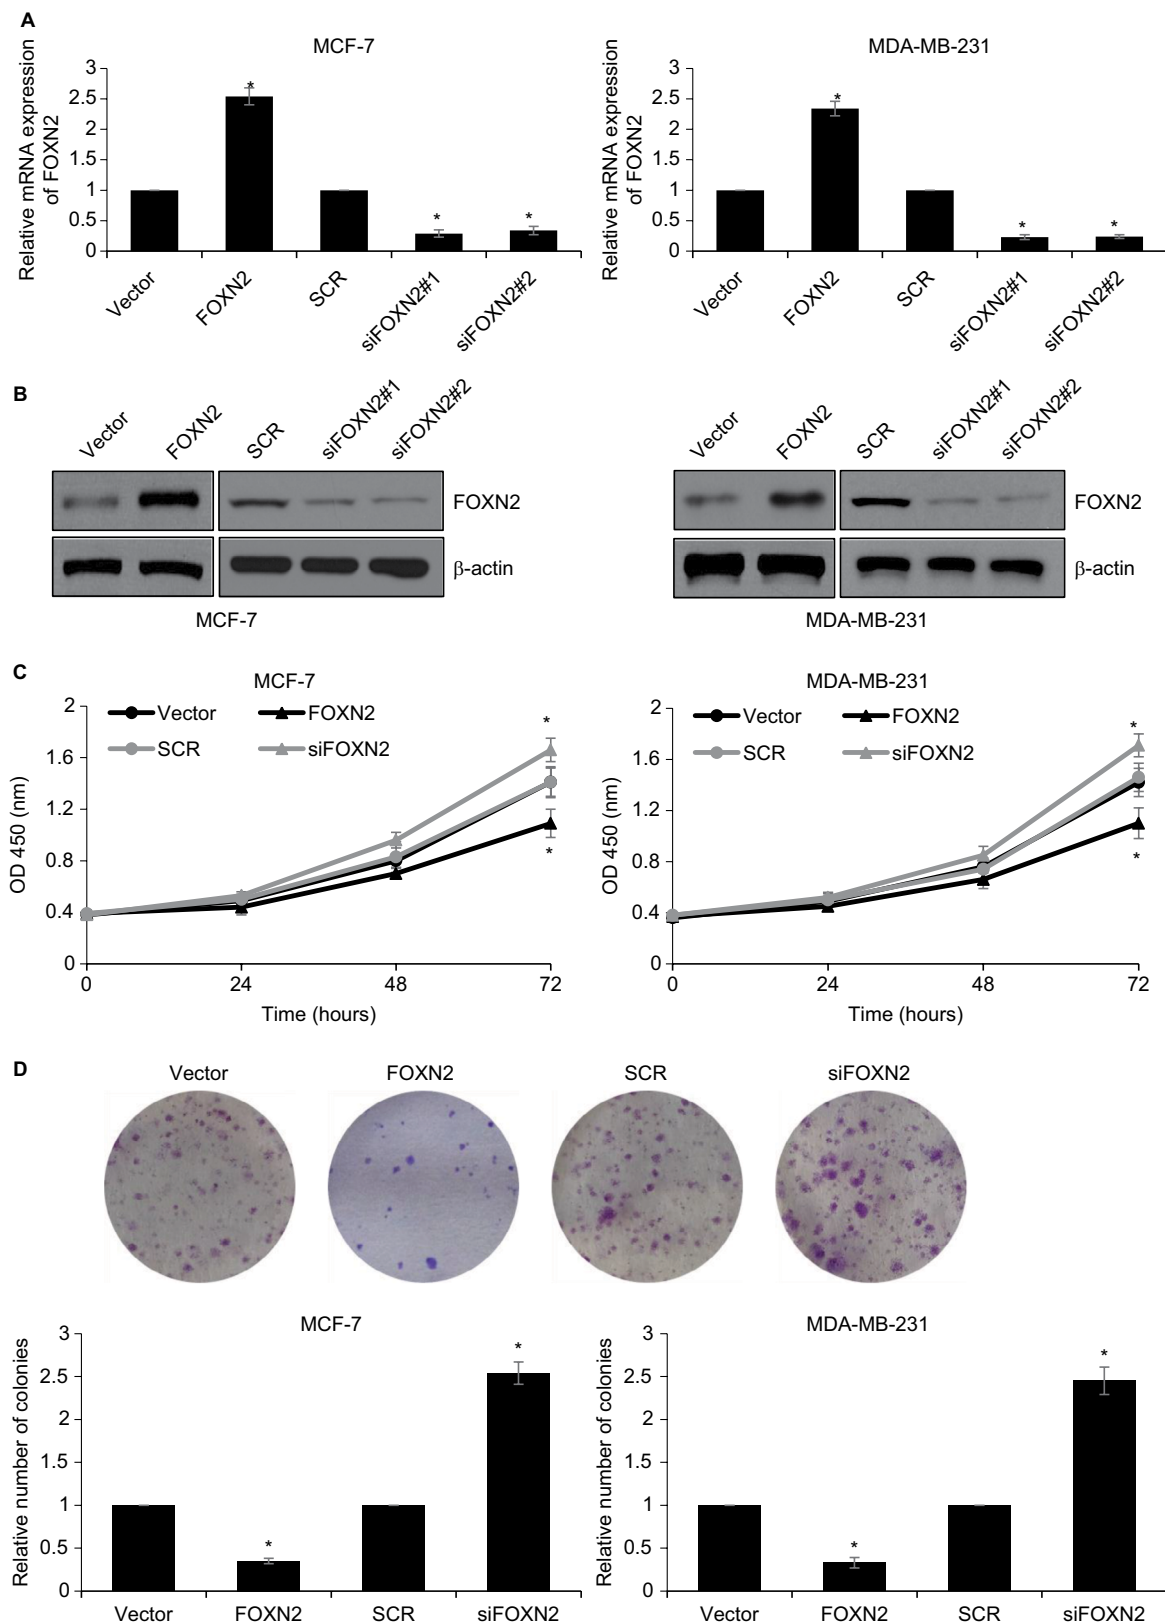 A
MCF-7
Relative mRNA expression
of FOXN2
3
2.5
2
1.5
1
0.5
0
*
*
*
Vector
FOXN2
SCR
siFOXN2#1
siFOXN2#2
MDA-MB-231
Relative mRNA expression
of FOXN2
3
2.5
2
1.5
1
0.5
0
*
*
*
Vector
FOXN2
SCR
siFOXN2#1
siFOXN2#2
B
Vector
FOXN2
SCR
siFOXN2#1
siFOXN2#2
FOXN2
β-actin
MCF-7
Vector
FOXN2
SCR
siFOXN2#1
siFOXN2#2
FOXN2
β-actin
MDA-MB-231
C
MCF-7
Vector
FOXN2
SCR
siFOXN2
OD 450 (nm)
2
1.6
1.2
0.8
0.4
0
*
*
0
24
48
72
Time (hours)
MDA-MB-231
Vector
FOXN2
SCR
siFOXN2
OD 450 (nm)
2
1.6
1.2
0.8
0.4
0
*
*
0
24
48
72
Time (hours)
D
Vector
FOXN2
SCR
siFOXN2
MCF-7
Relative number of colonies
3
2.5
2
1.5
1
0.5
0
*
*
Vector
FOXN2
SCR
siFOXN2
MDA-MB-231
Relative number of colonies
3
2.5
2
1.5
1
0.5
0
*
*
Vector
FOXN2
SCR
siFOXN2